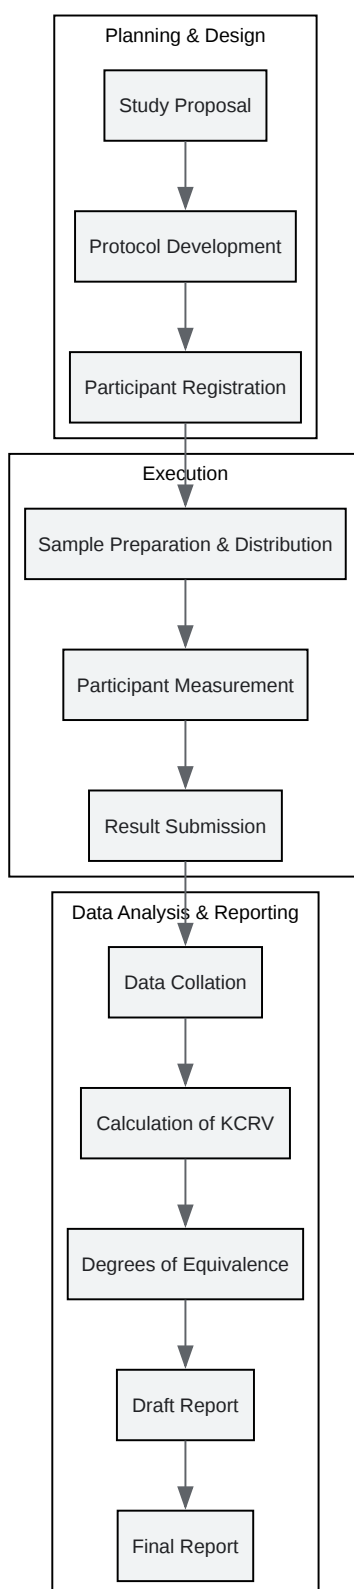 Planning & Design
Study Proposal
Protocol Development
Participant Registration
Execution
Sample Preparation & Distribution
Participant Measurement
Result Submission
Data Analysis & Reporting
Data Collation
Calculation of KCRV
Degrees of Equivalence
Draft Report
Final Report